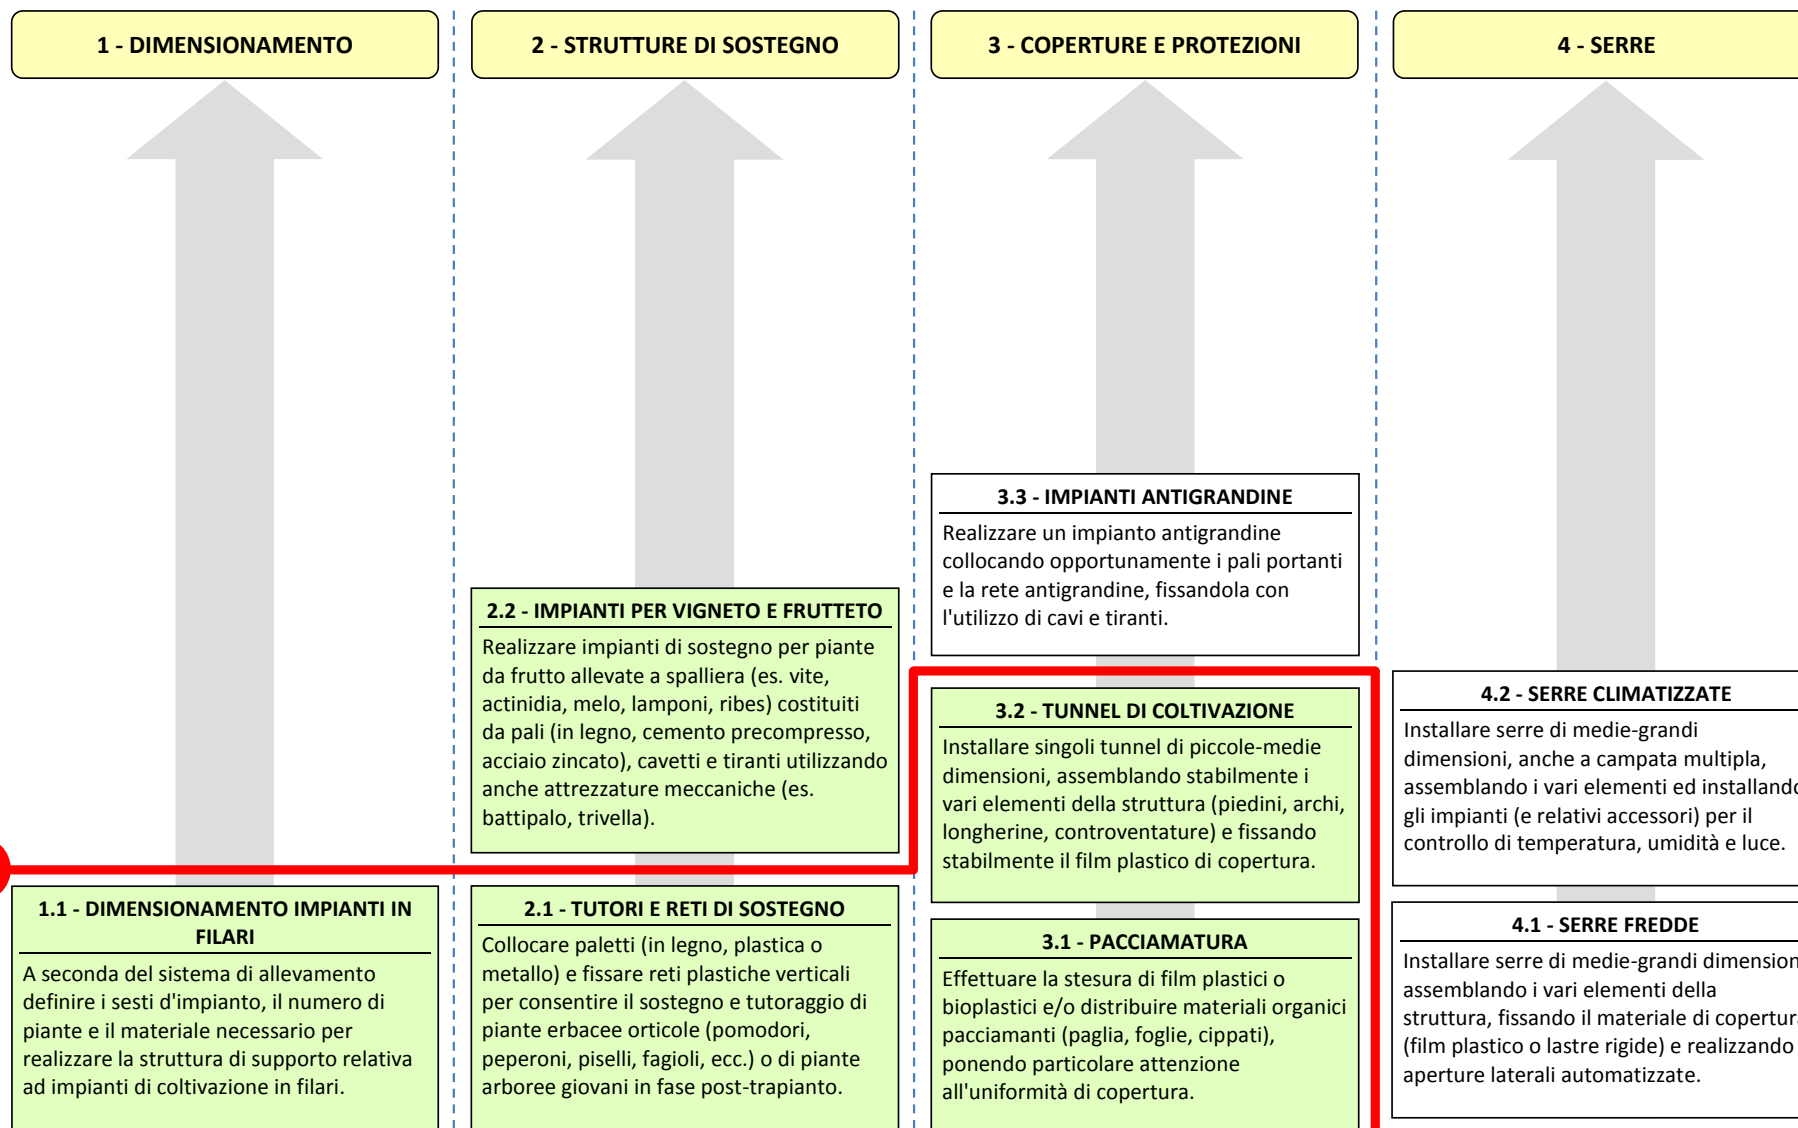 1 - DIMENSIONAMENTO
2 - STRUTTURE DI SOSTEGNO
3 - COPERTURE E PROTEZIONI
4 - SERRE
3.3 - IMPIANTI ANTIGRANDINE
Realizzare un impianto antigrandine
collocando opportunamente i pali portanti
e la rete antigrandine, fissandola con
l'utilizzo di cavi e tiranti.
2.2 - IMPIANTI PER VIGNETO E FRUTTETO
Realizzare impianti di sostegno per piante
da frutto allevate a spalliera (es. vite,
actinidia, melo, lamponi, ribes) costituiti
da pali (in legno, cemento precompresso,
acciaio zincato), cavetti e tiranti utilizzando
anche attrezzature meccaniche (es.
battipalo, trivella).
3.2 - TUNNEL DI COLTIVAZIONE
Installare singoli tunnel di piccole-medie
dimensioni, assemblando stabilmente i
vari elementi della struttura (piedini, archi,
longherine, controventature) e fissando
stabilmente il film plastico di copertura.
4.2 - SERRE CLIMATIZZATE
Installare serre di medie-grandi
dimensioni, anche a campata multipla,
assemblando i vari elementi ed installando
gli impianti (e relativi accessori) per il
controllo di temperatura, umidità e luce.
1.1 - DIMENSIONAMENTO IMPIANTI IN
FILARI
A seconda del sistema di allevamento
definire i sesti d'impianto, il numero di
piante e il materiale necessario per
realizzare la struttura di supporto relativa
ad impianti di coltivazione in filari.
2.1 - TUTORI E RETI DI SOSTEGNO
Collocare paletti (in legno, plastica o
metallo) e fissare reti plastiche verticali
per consentire il sostegno e tutoraggio di
piante erbacee orticole (pomodori,
peperoni, piselli, fagioli, ecc.) o di piante
arboree giovani in fase post-trapianto.
3.1 - PACCIAMATURA
Effettuare la stesura di film plastici o
bioplastici e/o distribuire materiali organici
pacciamanti (paglia, foglie, cippati),
ponendo particolare attenzione
all'uniformità di copertura.
4.1 - SERRE FREDDE
Installare serre di medie-grandi dimension
assemblando i vari elementi della
struttura, fissando il materiale di copertur
(film plastico o lastre rigide) e realizzando
aperture laterali automatizzate.